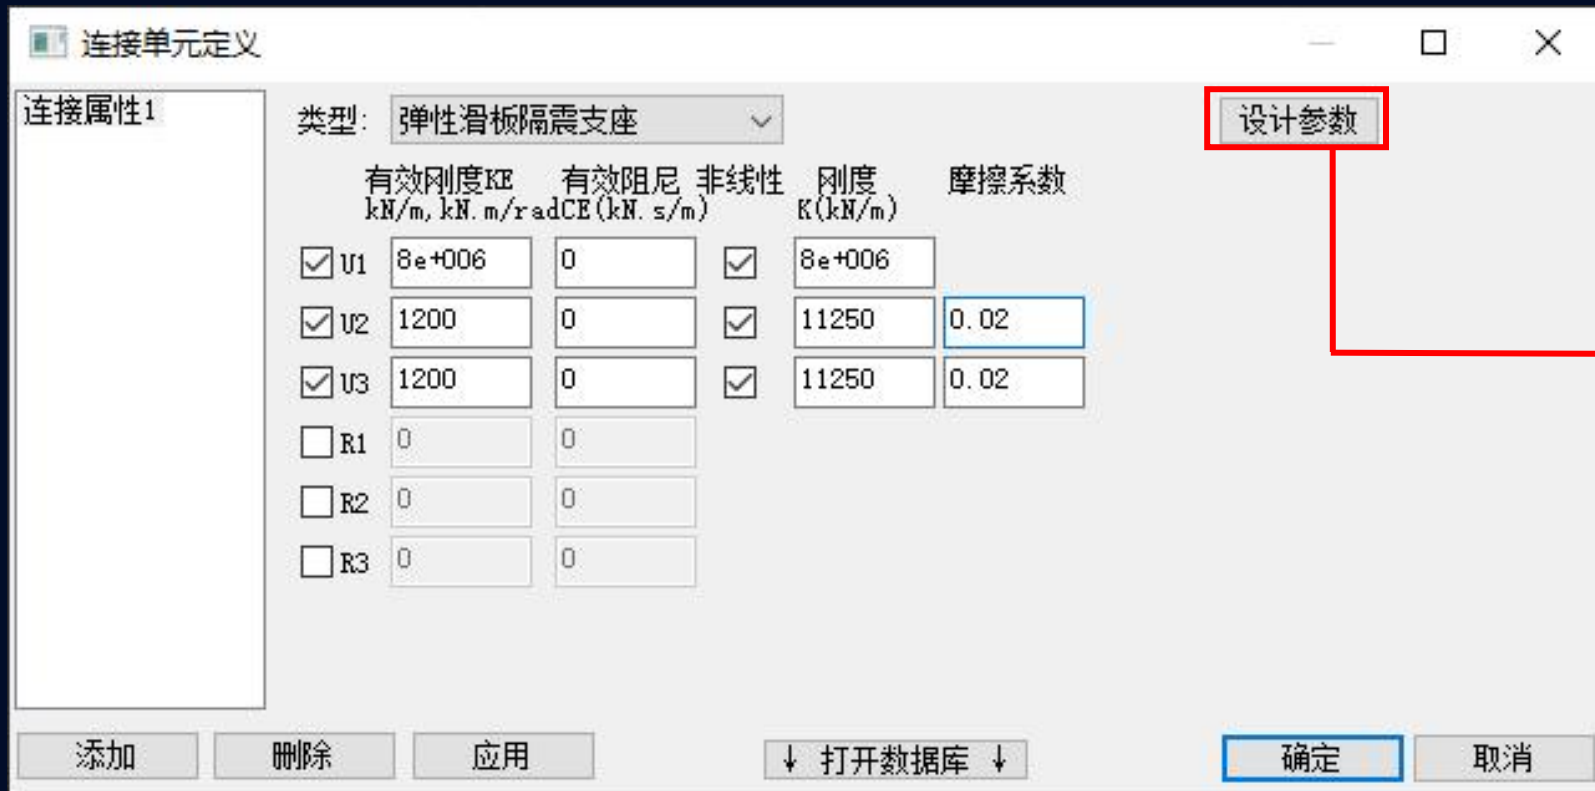 连接单元定义
连接属性1
类型: 弹性滑板隔震支座
设计参数
有效刚度KE 有效阻尼 非线性 刚度 摩擦系数
kN/m,kN.m/radCE(kN.s/m) K(kN/m)
U1 8e+006 0 8e+006
U2 1200 0 11250 0.02
U3 1200 0 11250 0.02
R1 0 0
R2 0 0
R3 0 0
添加 删除 应用 ↓ 打开数据库 ↓ 确定 取消